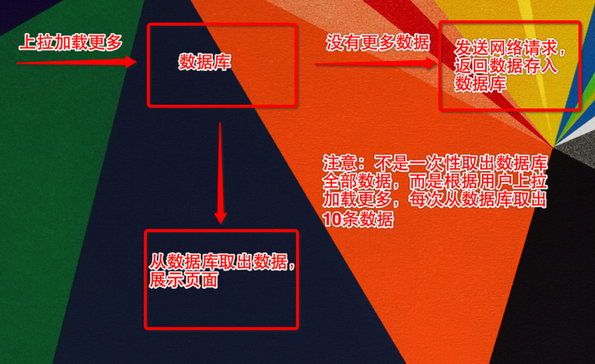 上拉加载更多
数据库
没有更多数据
发送网络请求，
返回数据存入
数据库
注意：不是一次性取出数据库
全部数据，而是根据用户上拉
加载更多，每次从数据库取出
10条数据
从数据库取出数据，
展示页面